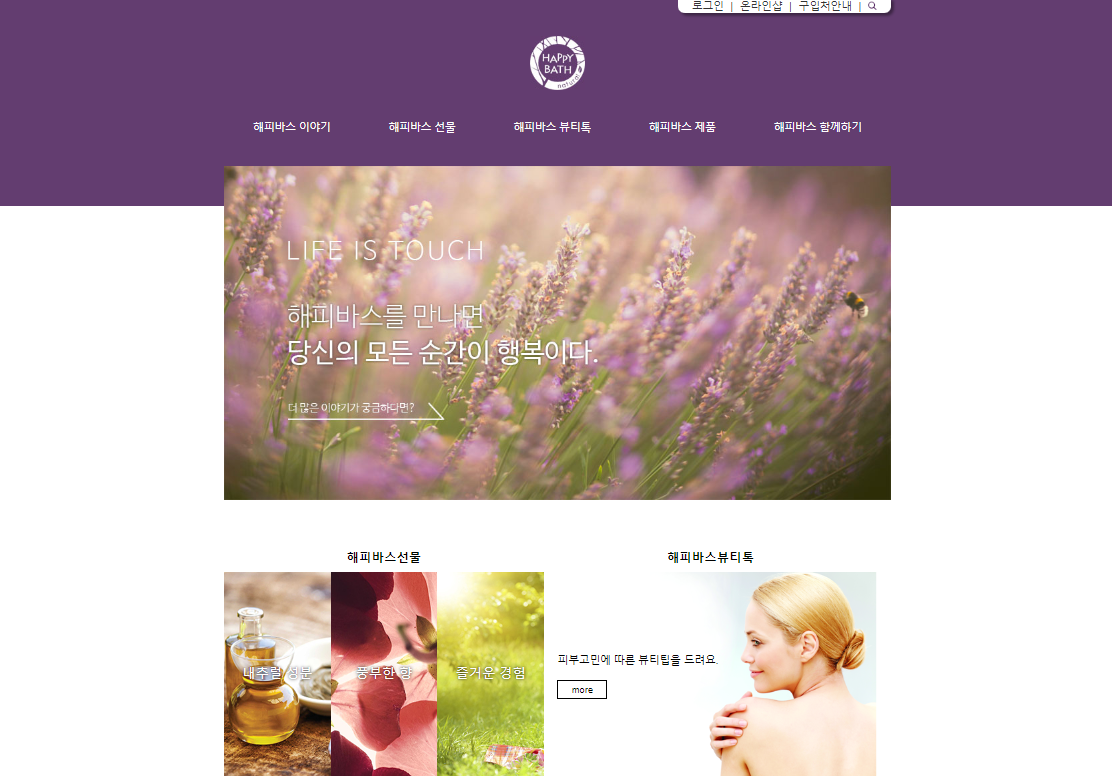 로그인 | 온라인샵 | 구입처안내 |
HAPPY
BATH
natural
해피바스 이야기 해피바스 선물 해피바스 뷰티톡 해피바스 제품 해피바스 함께하기
LIFE IS TOUCH
해피바스를 만나면
당신의 모든 순간이 행복이다.
더 많은 이야기가 궁금하다면?
해피바스선물
내추럴 성분
풍부한 향
즐거운 경험
해피바스뷰티톡
피부고민에 따른 뷰티팁을 드려요.
more